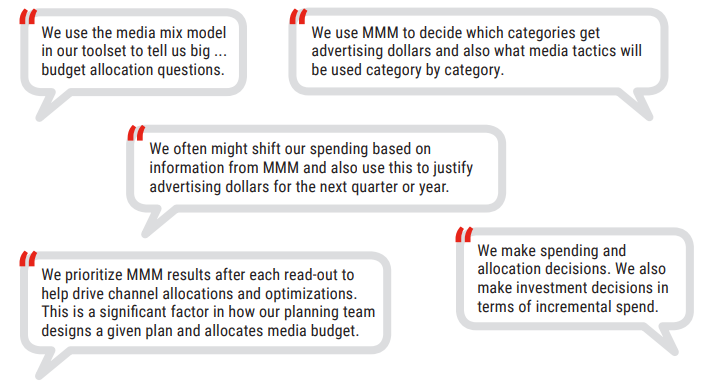 “
We use the media mix model
in our toolset to tell us big ...
budget allocation questions.
“
We use MMM to decide which categories get
advertising dollars and also what media tactics will
be used category by category.
“
We often might shift our spending based on
information from MMM and also use this to justify
advertising dollars for the next quarter or year.
“
We prioritize MMM results after each read-out to
help drive channel allocations and optimizations.
This is a significant factor in how our planning team
designs a given plan and allocates media budget.
“
We make spending and
allocation decisions. We also
make investment decisions in
terms of incremental spend.